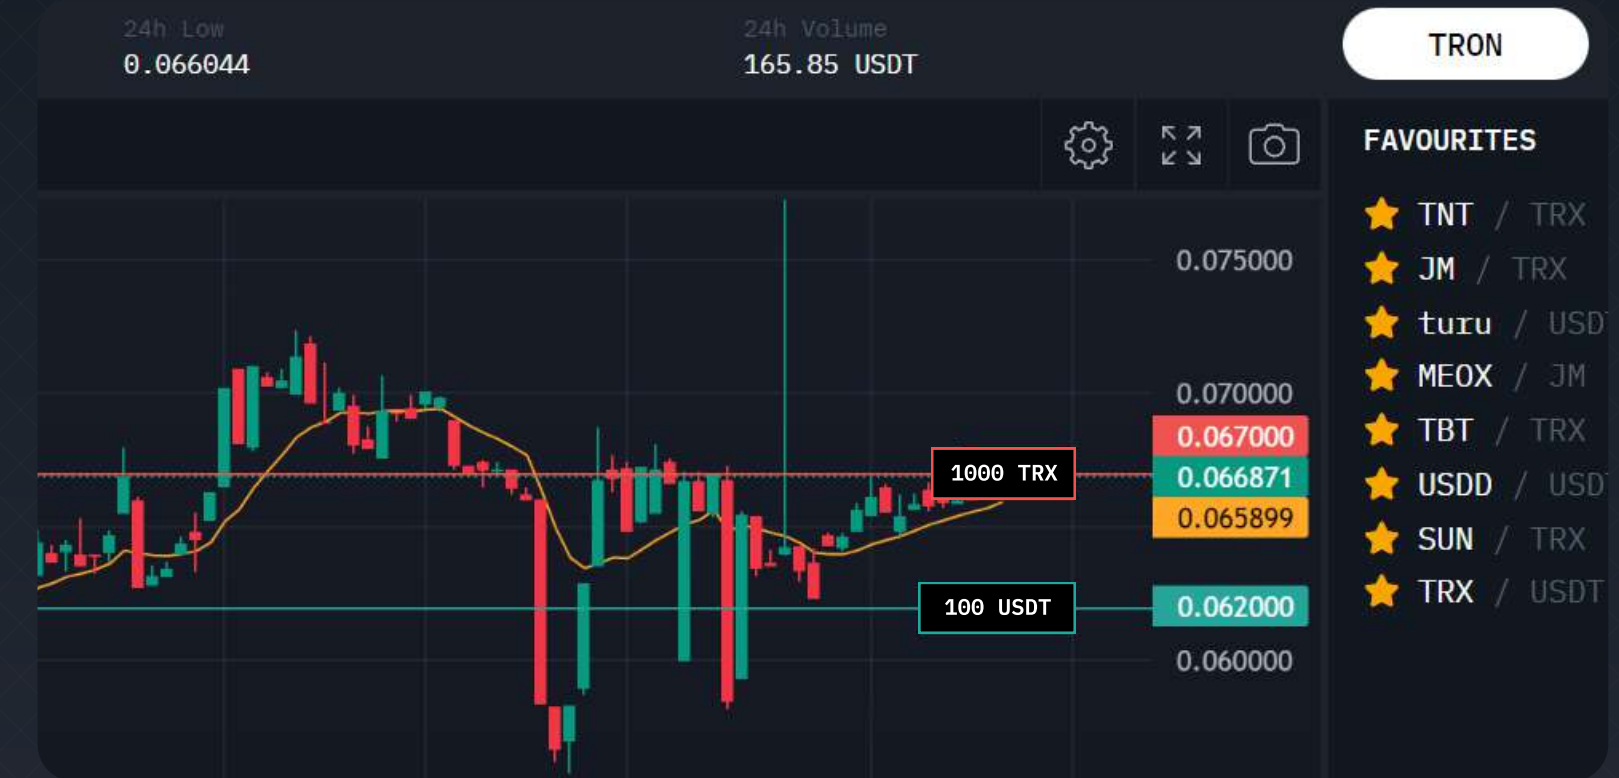 24h Low
24h Volume
0.066044
165.85 USDT
TRON
FAVOURITES
TNT / TRX
JM / TRX
turu / USD
MEOX / JM
TBT / TRX
USDD / USD
SUN / TRX
TRX / USDT
0.075000
0.070000
0.067000
1000 TRX
0.066871
0.065899
100 USDT
0.062000
0.060000